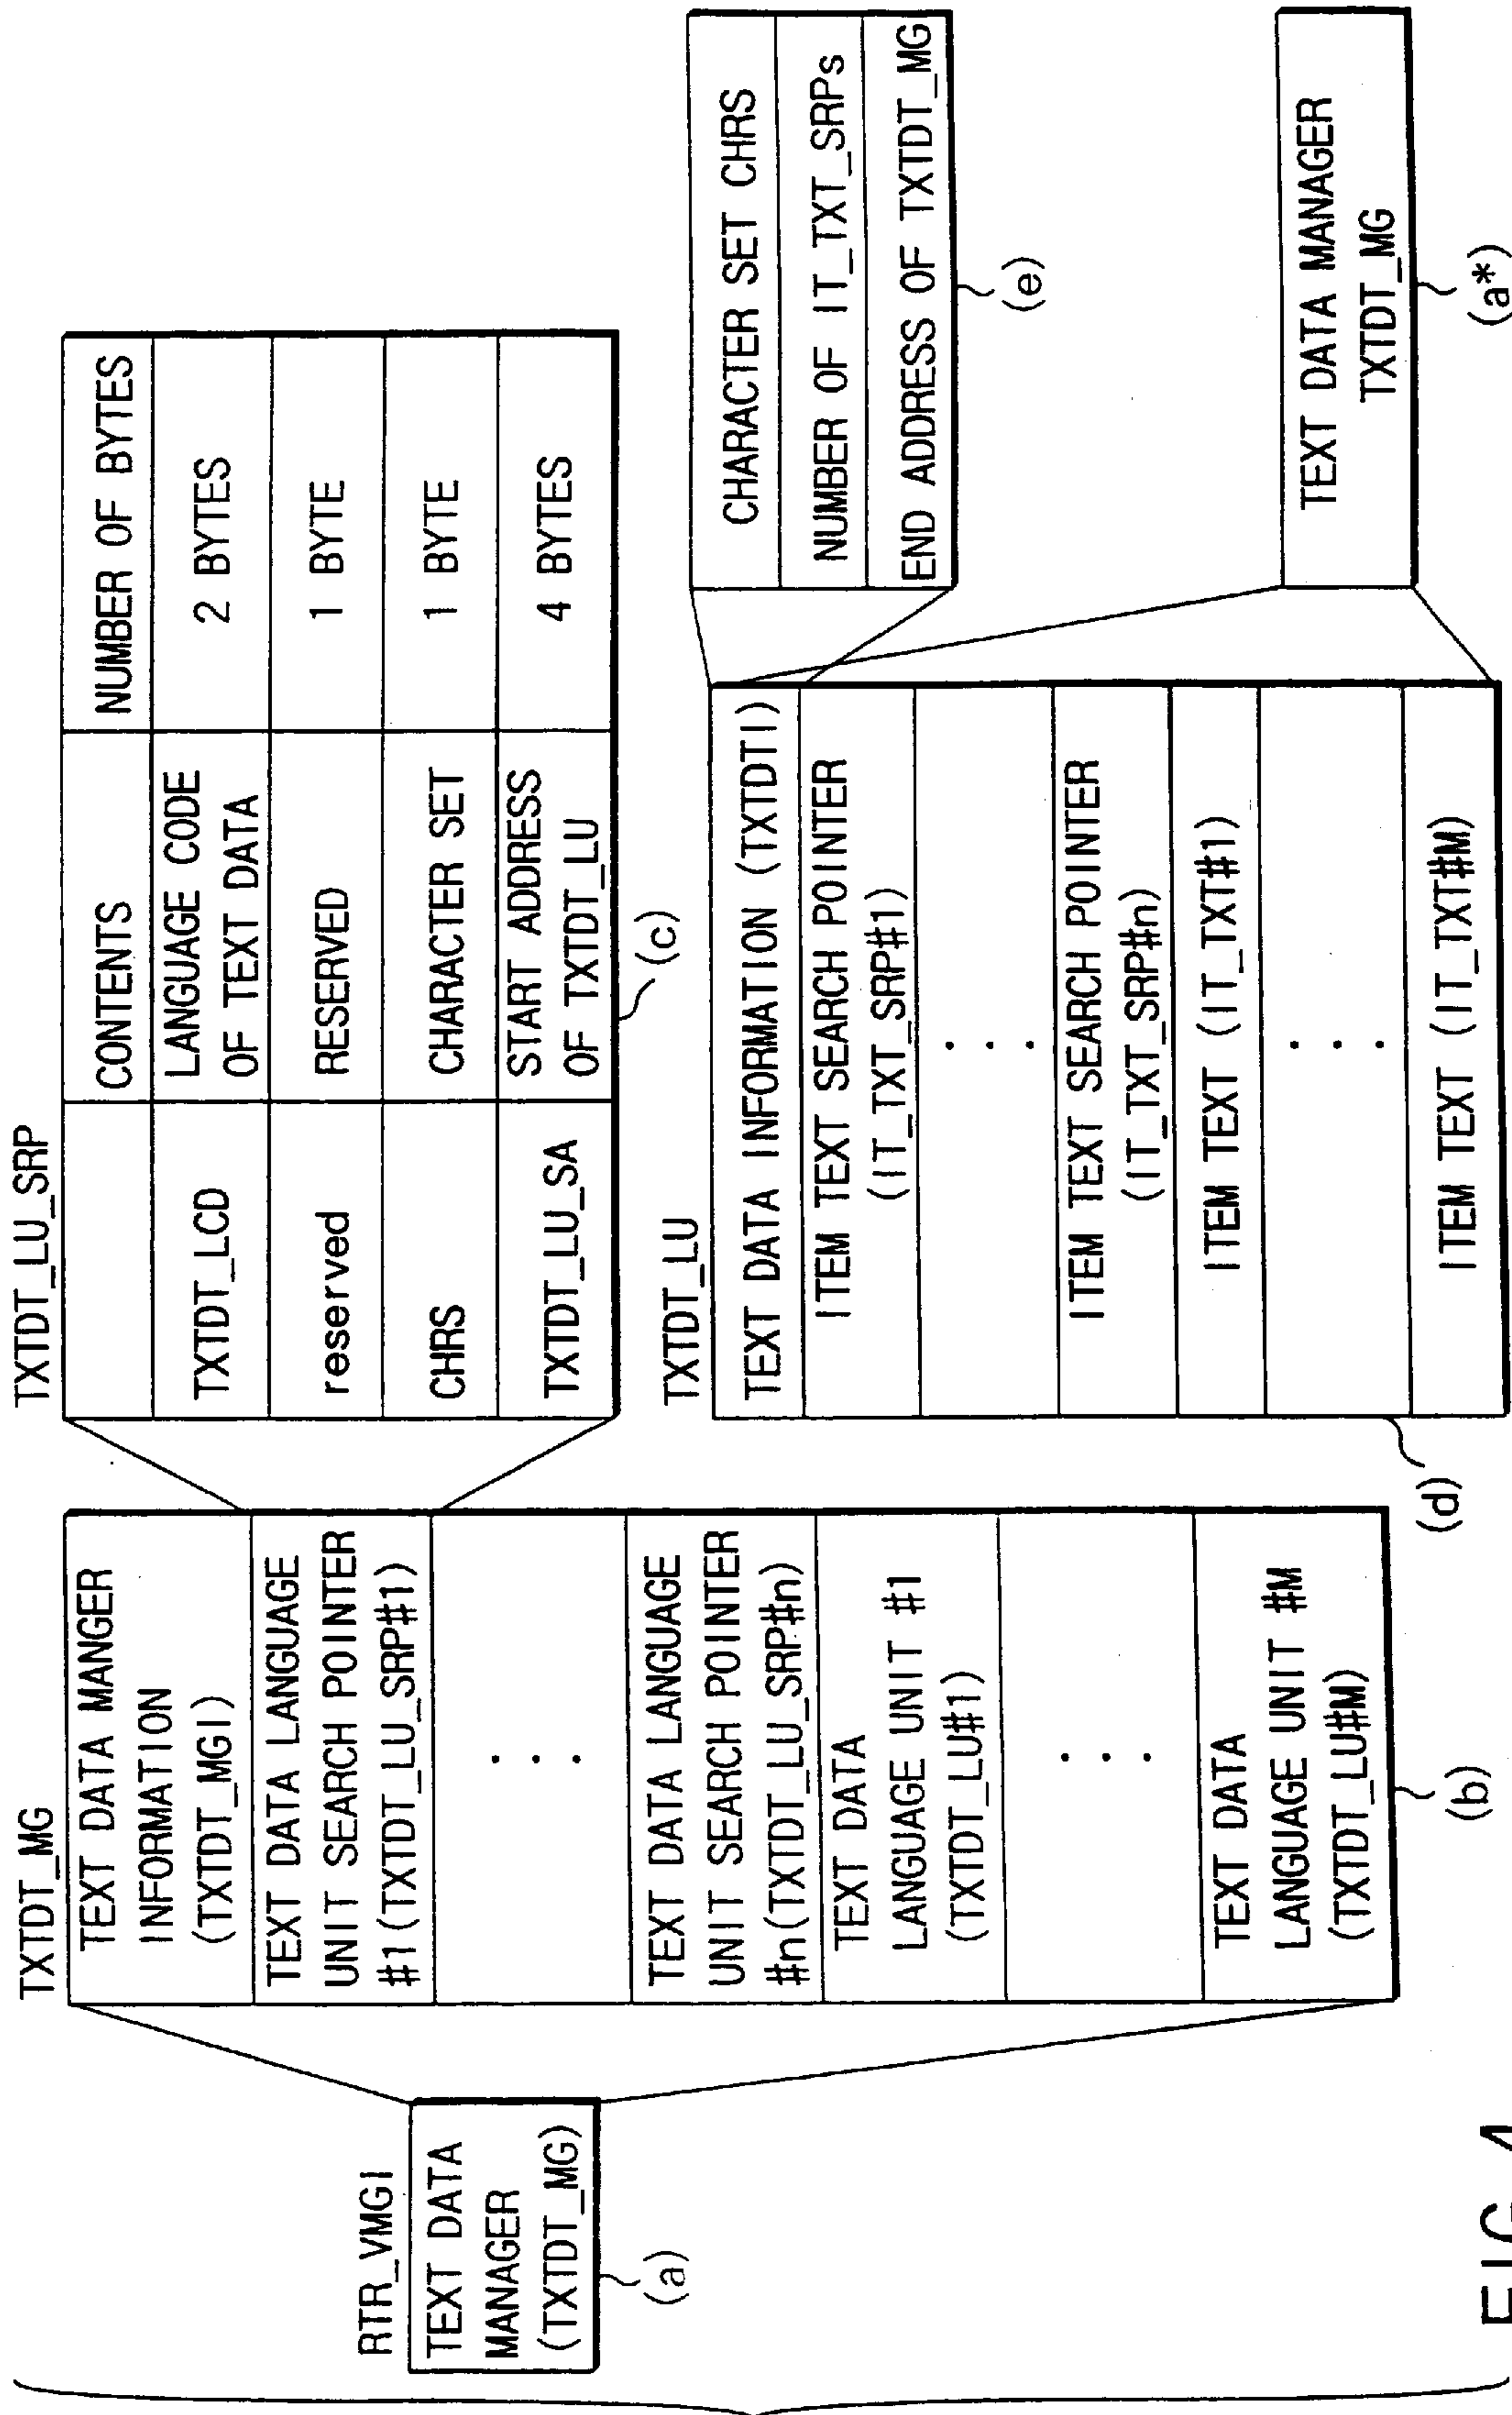 RTR_VMGI
TEXT DATA
MANAGER
(TXTDT_MG)
(a)
TXTDT_MG
TEXT DATA MANGER
INFORMATION
(TXTDT_MGI)
TEXT DATA LANGUAGE
UNIT SEARCH POINTER
#1(TXTDT_LU_SRP#1)
. . .
TEXT DATA LANGUAGE
UNIT SEARCH POINTER
#n(TXTDT_LU_SRP#n)
TEXT DATA
LANGUAGE UNIT #1
(TXTDT_LU#1)
. . .
TEXT DATA
LANGUAGE UNIT #M
(TXTDT_LU#M)
(b)
TXTDT_LU_SRP
CONTENTS NUMBER OF BYTES
TXTDT_LCD LANGUAGE CODE 2 BYTES
OF TEXT DATA
reserved RESERVED 1 BYTE
CHRS CHARACTER SET 1 BYTE
TXTDT_LU_SA START ADDRESS 4 BYTES
OF TXTDT_LU
(c)
TXTDT_LU
TEXT DATA INFORMATION (TXTDTI)
ITEM TEXT SEARCH POINTER
(IT_TXT_SRP#1)
. . .
ITEM TEXT SEARCH POINTER
(IT_TXT_SRP#n)
ITEM TEXT (IT_TXT#1)
. . .
ITEM TEXT (IT_TXT#M)
(d)
CHARACTER SET CHRS
NUMBER OF IT_TXT_SRPs
END ADDRESS OF TXTDT_MG
(e)
TEXT DATA MANAGER
TXTDT_MG
(a*)
FIG. 4